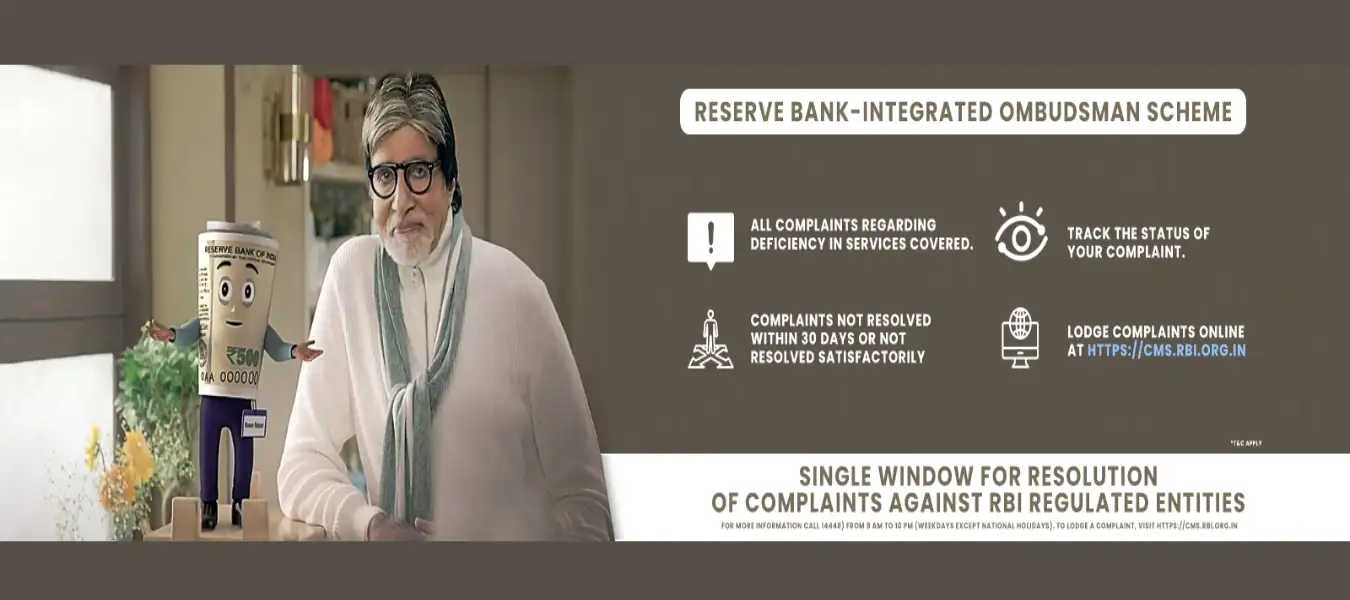 RESERVE BANK-INTEGRATED OMBUDSMAN SCHEME
ALL COMPLAINTS REGARDING
DEFICIENCY IN SERVICES COVERED.
TRACK THE STATUS OF
YOUR COMPLAINT.
COMPLAINTS NOT RESOLVED
WITHIN 30 DAYS OR NOT
RESOLVED SATISFACTORILY
LODGE COMPLAINTS ONLINE
AT HTTPS://CMS.RBI.ORG.IN
*T&C APPLY
SINGLE WINDOW FOR RESOLUTION
OF COMPLAINTS AGAINST RBI REGULATED ENTITIES
FOR MORE INFORMATION CALL 14448) FROM 8 AM TO 10 PM (WEEKDAYS EXCEPT NATIONAL HOLIDAYS). TO LODGE A COMPLAINT, VISIT HTTPS://CMS.RBI.ORG.IN
RESERVE BANK OF INDIA
₹500
0AA 000000